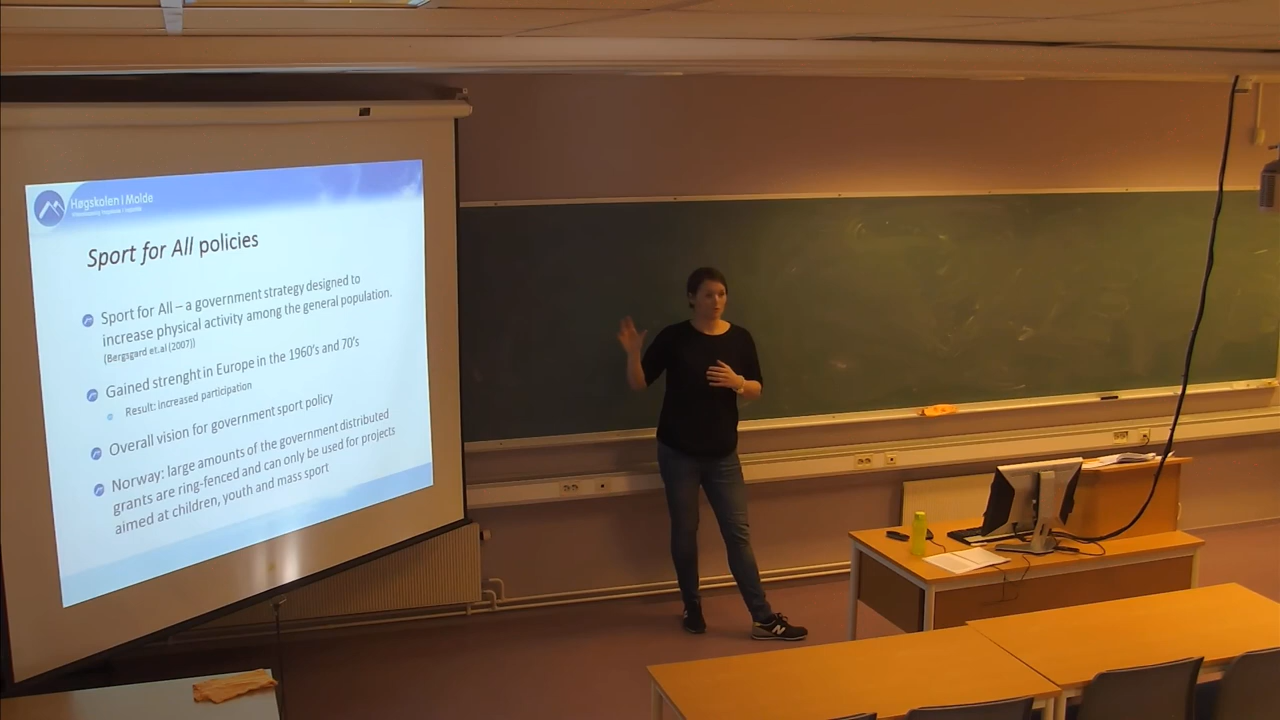 Høgskolen i Molde
Sport for All policies
Sport for All – a government strategy designed to
increase physical activity among the general population.
(Bergsgard et.al (2007))
Gained strenght in Europe in the 1960's and 70's
Result: increased participation
Overall vision for government sport policy
Norway: large amounts of the government distributed
grants are ring-fenced and can only be used for projects
aimed at children, youth and mass sport
N